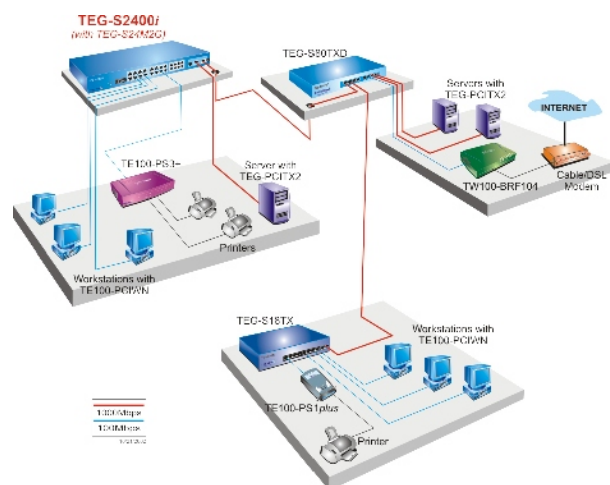 TEG-S2400i
(with TEG-S24M2G)
TEG-S80TXD
Servers with
TEG-PCITX2
INTERNET
TE100-PS3+
Server with
TEG-PCITX2
TW100-BRF104
Cable/DSL
Modem
Printers
Workstations with
TE100-PCIWN
TEG-S16TX
Workstations with
TE100-PCIWN
TE100-PS1plus
Printer
1000Mbps
100Mbps